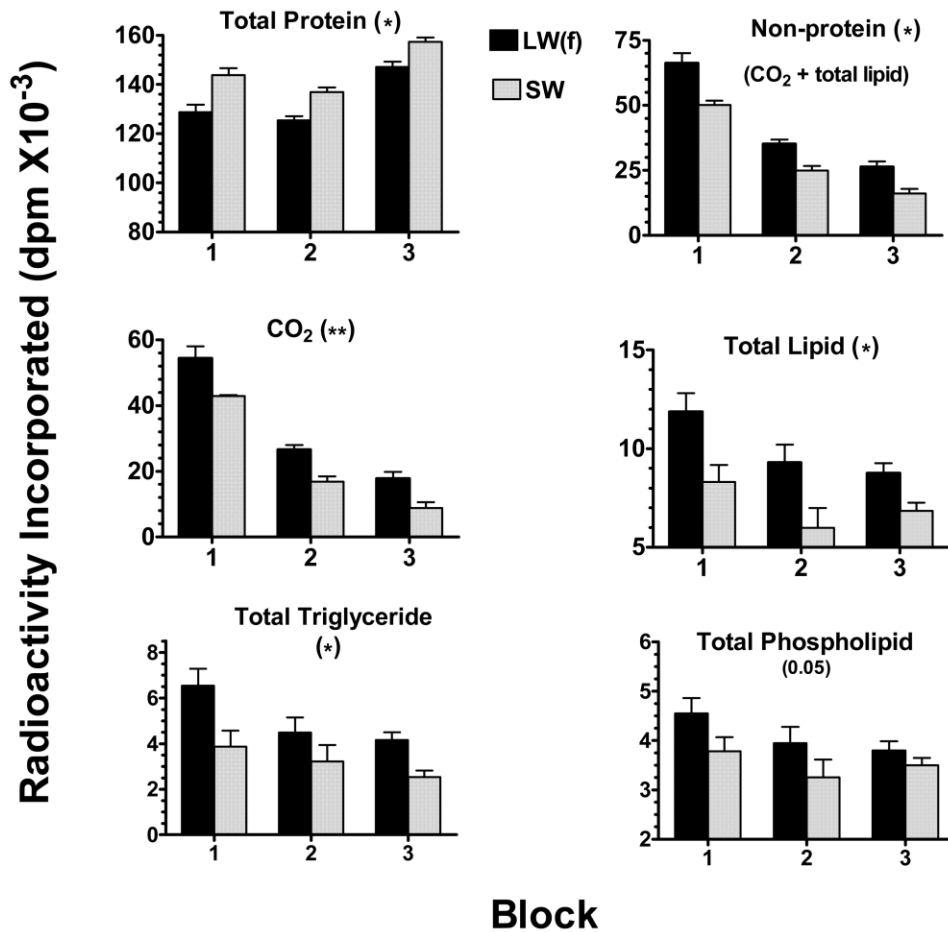 Radioactivity Incorporated (dpm X10⁻³)
Total Protein (*)
160
140
120
100
80
1 2 3
LW(f)
SW
Non-protein (*)
(CO₂ + total lipid)
75
50
25
0
1 2 3
CO₂ (**)
60
40
20
0
1 2 3
Total Lipid (*)
15
10
5
1 2 3
Total Triglyceride
(*)
8
6
4
2
0
1 2 3
Total Phospholipid
(0.05)
6
5
4
3
2
1 2 3
Block